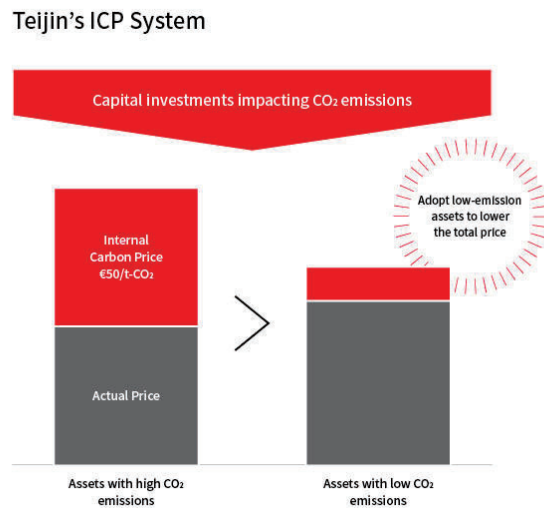 Teijin's ICP System
Capital investments impacting CO₂ emissions
Adopt low-emission
assets to lower
the total price
Internal
Carbon Price
€50/t-CO₂
>
Actual Price
Assets with high CO₂
emissions
Assets with low CO₂
emissions